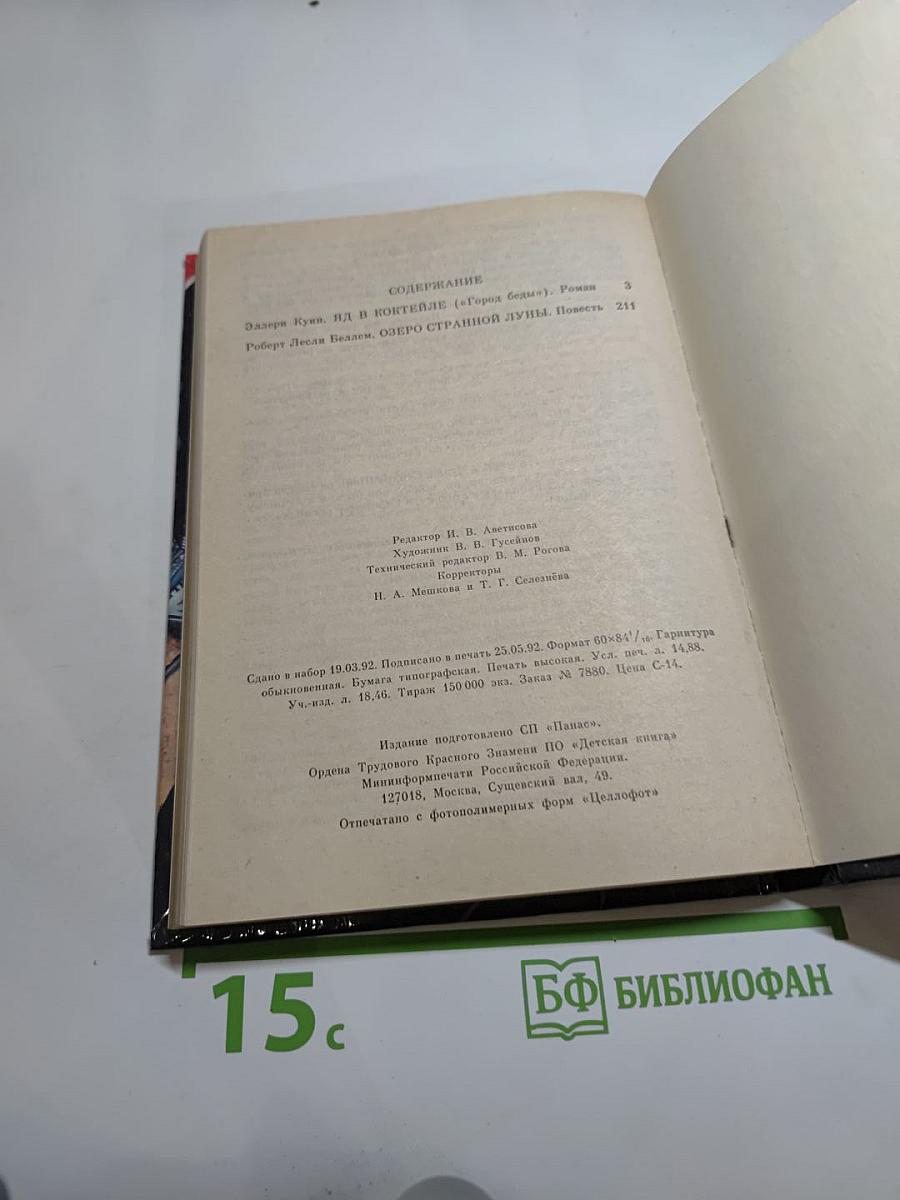 СОДЕРЖАНИЕ
Эллери Куин. ЯД В КОКТЕЙЛЕ («Город беды»). Роман 3
Роберт Лесли Беллем. ОЗЕРО СТРАННОЙ ЛУНЫ. Повесть 211
Редактор И. В. Аветисова
Художник В. В. Гусейнов
Технический редактор В. М. Рогова
Корректоры
Н. А. Мешкова и Т. Г. Селезнёва
Сдано в набор 19.03.92. Подписано в печать 25.05.92. Формат 60×84¹/₁₆. Гарнитура
обыкновенная. Бумага типографская. Печать высокая. Усл. печ. л. 14,88.
Уч.-изд. л. 18,46. Тираж 150 000 экз. Заказ № 7880. Цена С-14.
Издание подготовлено СП «Панас».
Ордена Трудового Красного Знамени ПО «Детская книга»
Мининформпечати Российской Федерации.
127018, Москва, Сущевский вал, 49.
Отпечатано с фотополимерных форм «Целлофот»
15 с
БФ БИБЛИОФАН